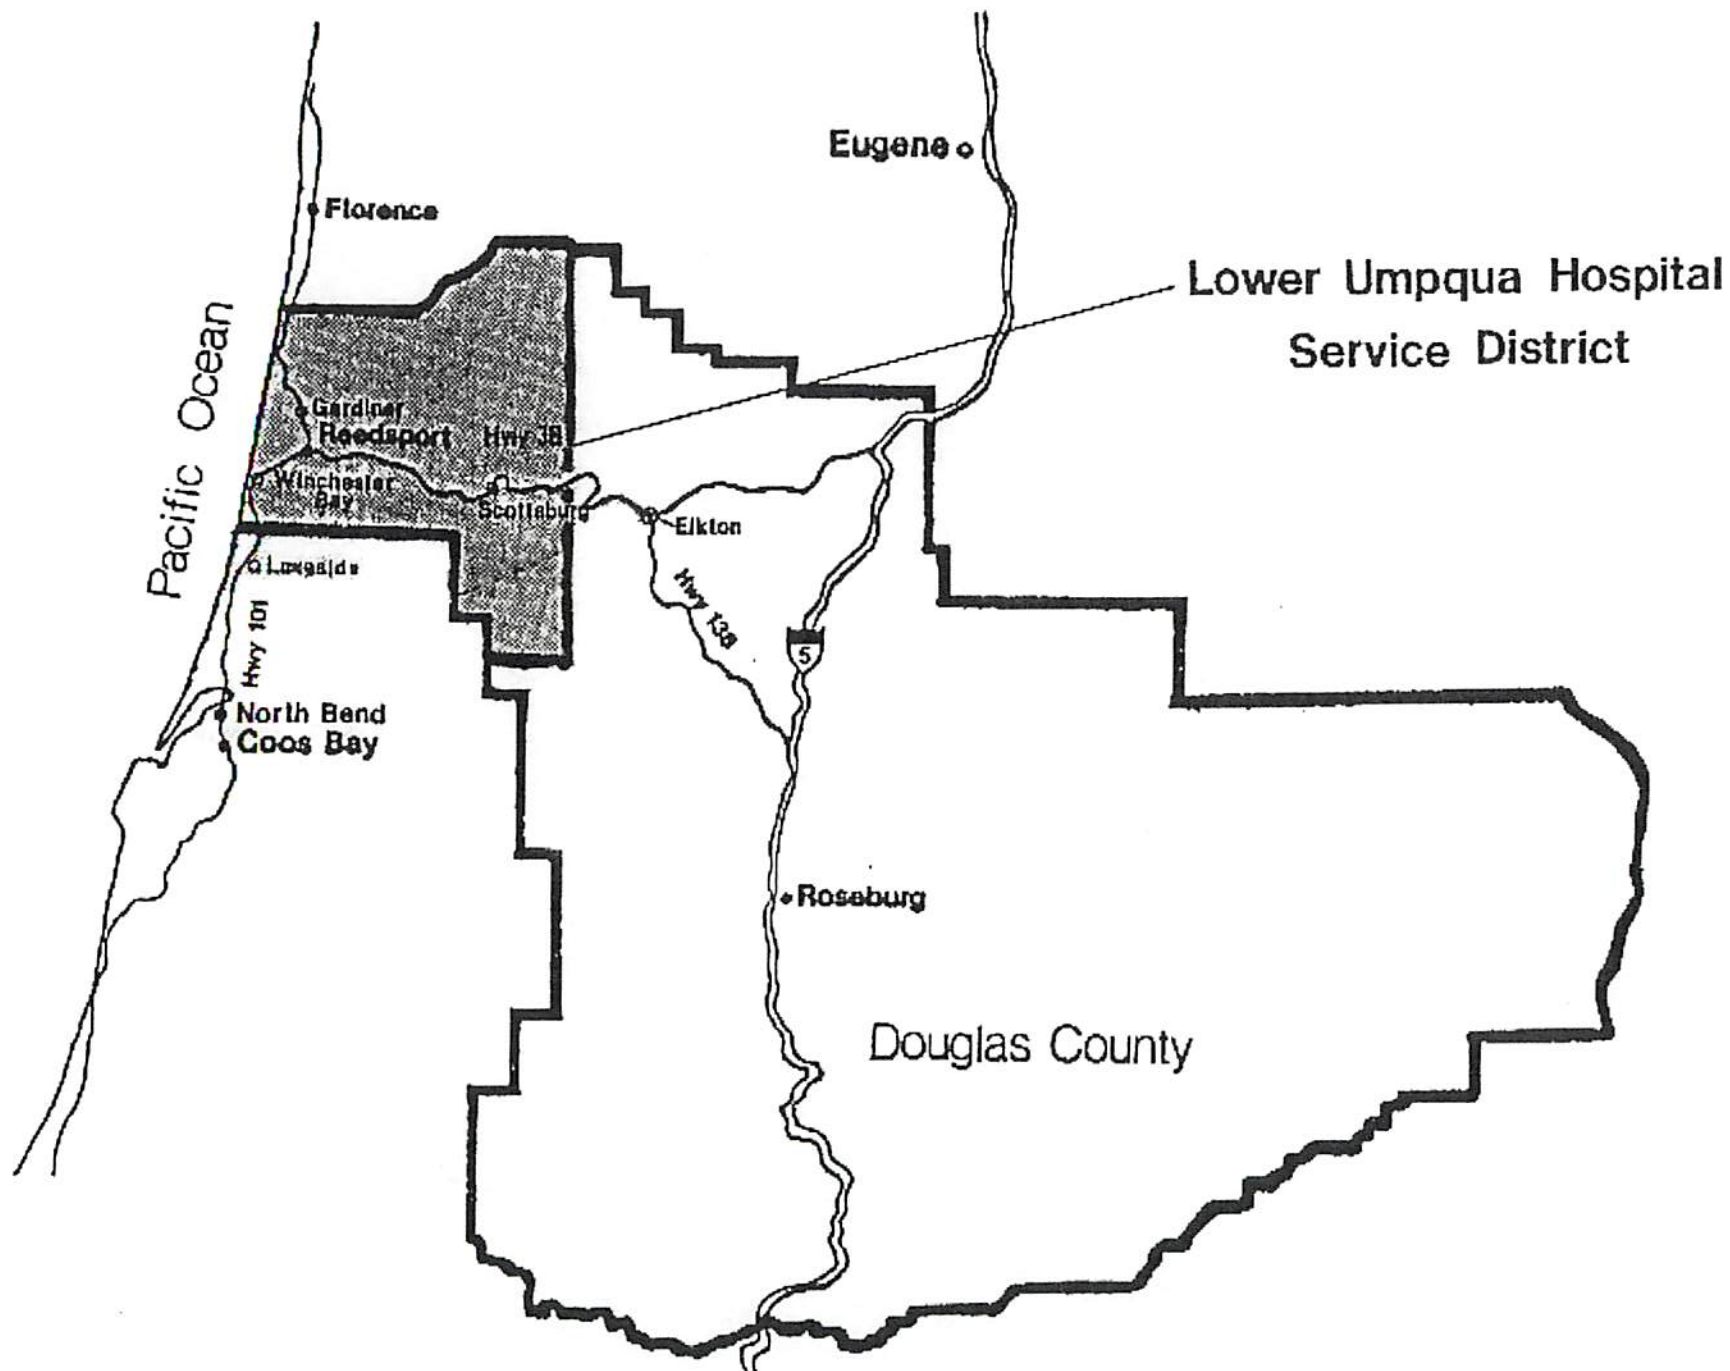 Eugene
Florence
Lower Umpqua Hospital
Service District
Pacific Ocean
Gardiner
Reedsport
Hwy 38
Winchester
Bay
Scottsburg
Elkton
Lakeside
Hwy 101
Hwy 138
5
North Bend
Coos Bay
Roseburg
Douglas County